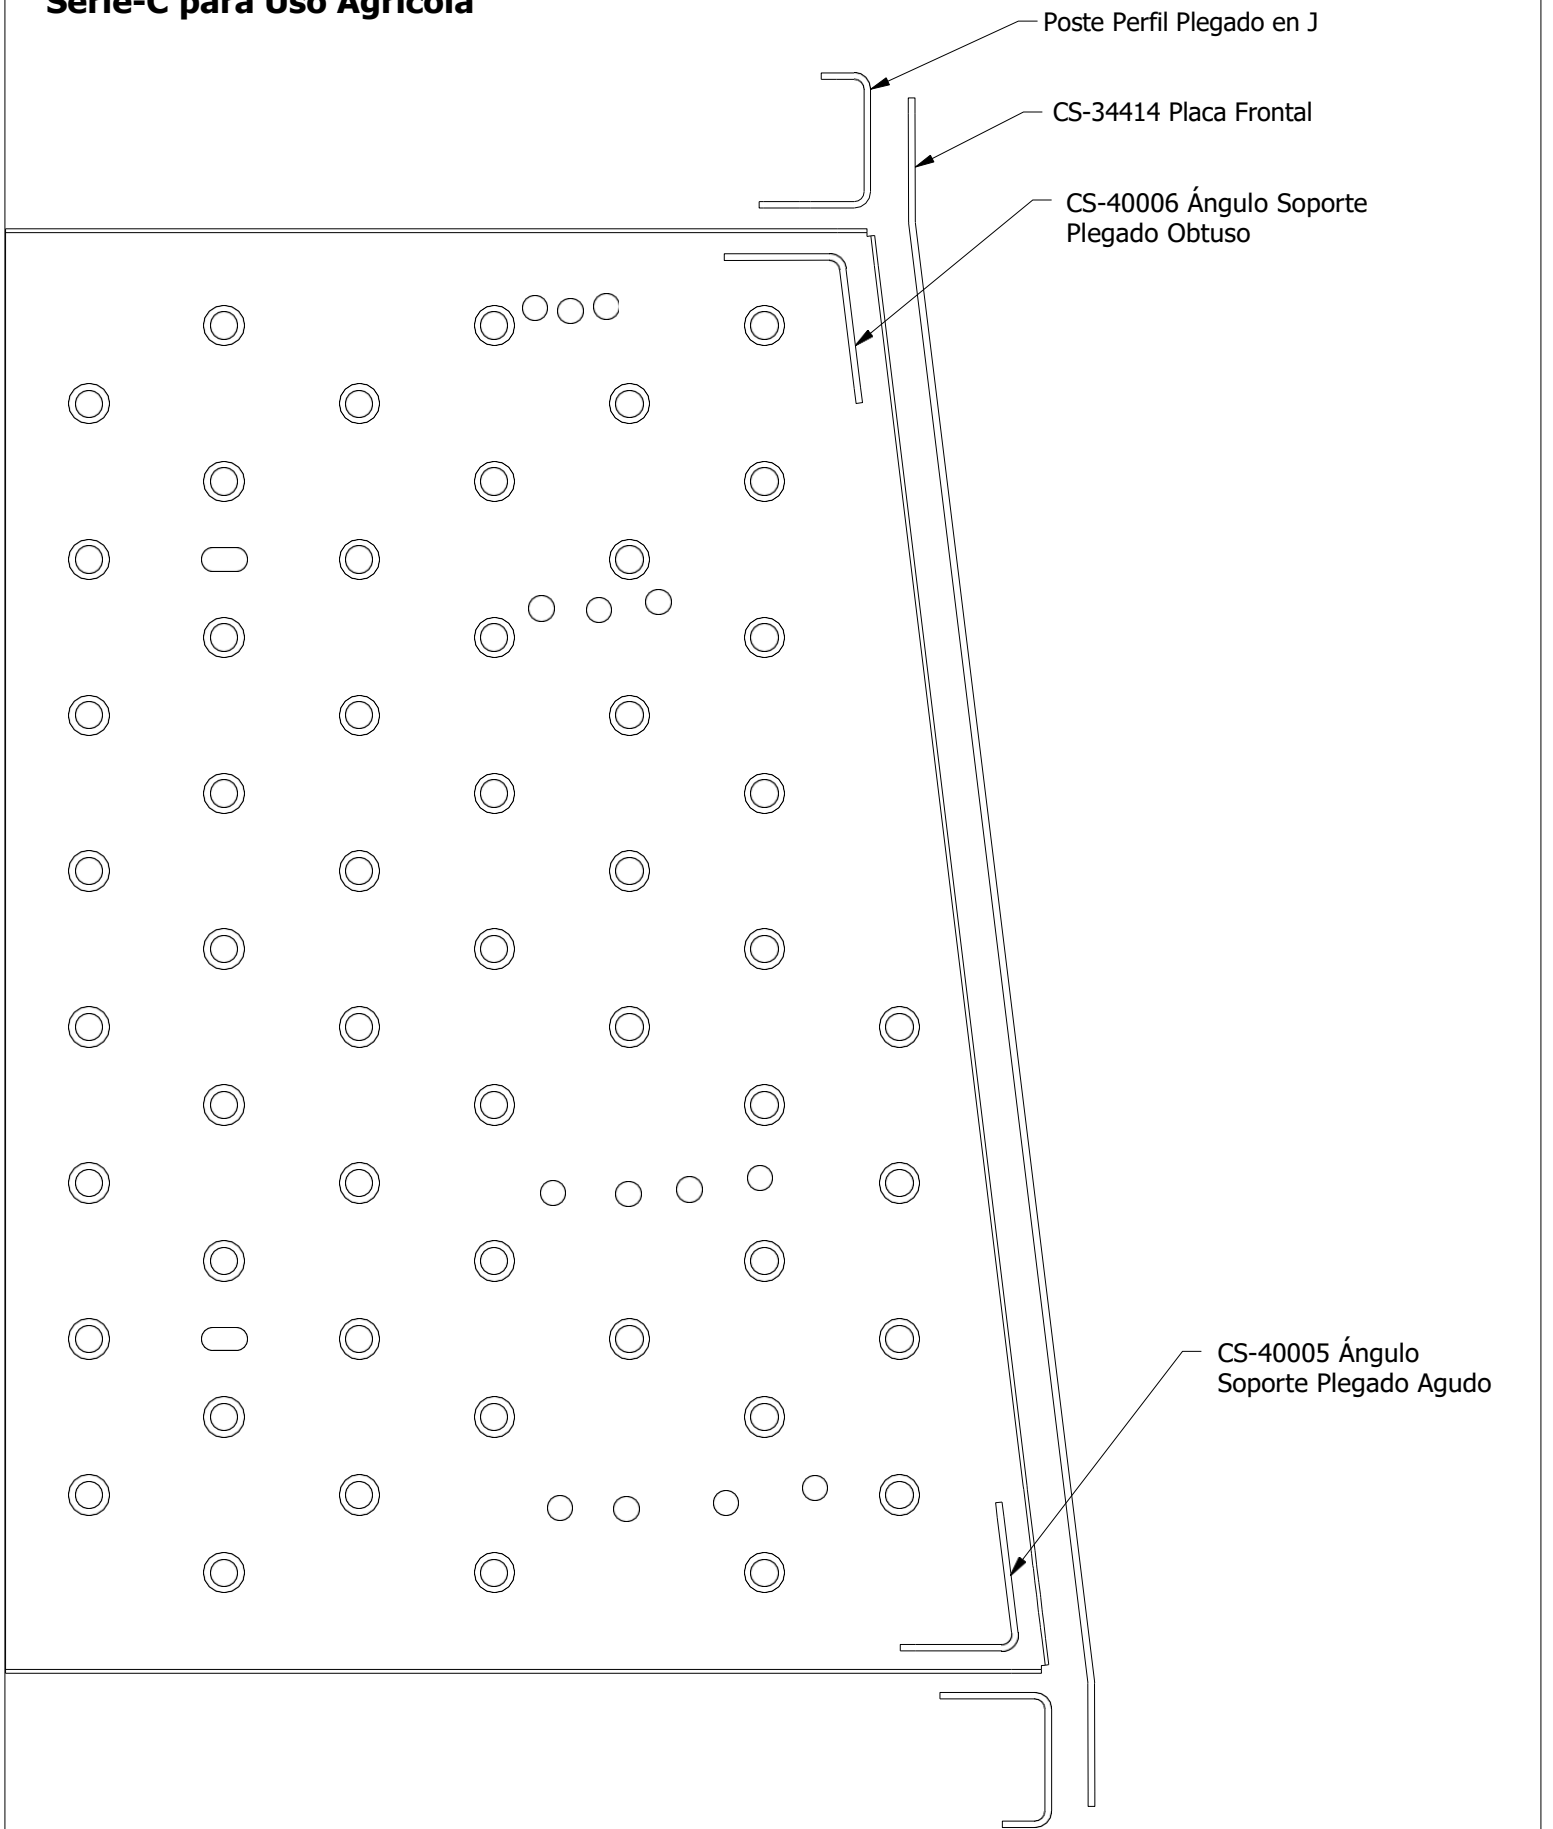 Serie-C para Uso Agrícola
Poste Perfil Plegado en J
CS-34414 Placa Frontal
CS-40006 Ángulo Soporte
Plegado Obtuso
CS-40005 Ángulo
Soporte Plegado Agudo